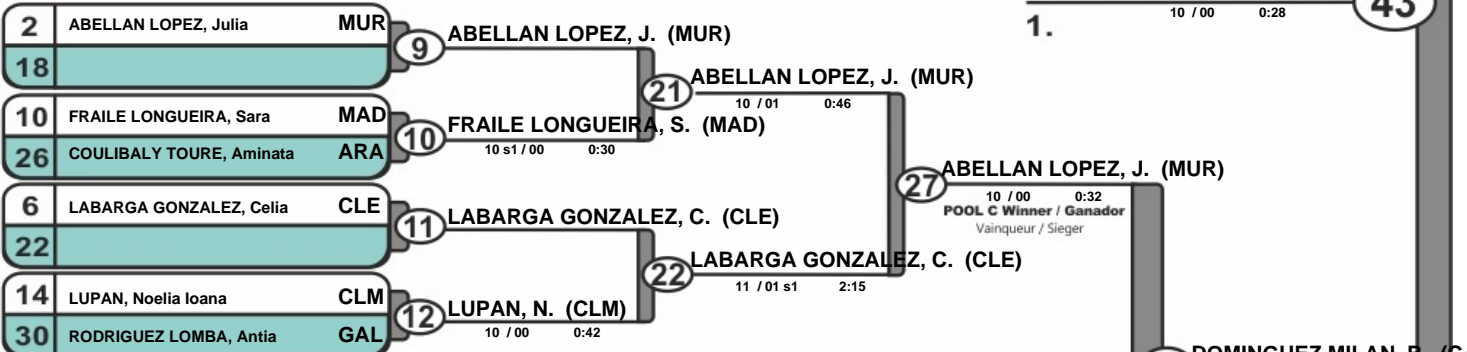 10 / 00 0:28
43
1.
2 ABELLAN LOPEZ, Julia MUR
18
9 ABELLAN LOPEZ, J. (MUR)
21 ABELLAN LOPEZ, J. (MUR)
10 / 01 0:46
10 FRAILE LONGUEIRA, Sara MAD
26 COULIBALY TOURE, Aminata ARA
10 FRAILE LONGUEIRA, S. (MAD)
10 s1 / 00 0:30
27 ABELLAN LOPEZ, J. (MUR)
10 / 00 0:32
POOL C Winner / Ganador
Vainqueur / Sieger
6 LABARGA GONZALEZ, Celia CLE
22
11 LABARGA GONZALEZ, C. (CLE)
22 LABARGA GONZALEZ, C. (CLE)
11 / 01 s1 2:15
14 LUPAN, Noelia Ioana CLM
30 RODRIGUEZ LOMBA, Antia GAL
12 LUPAN, N. (CLM)
10 / 00 0:42
DOMINGUEZ MILAN,